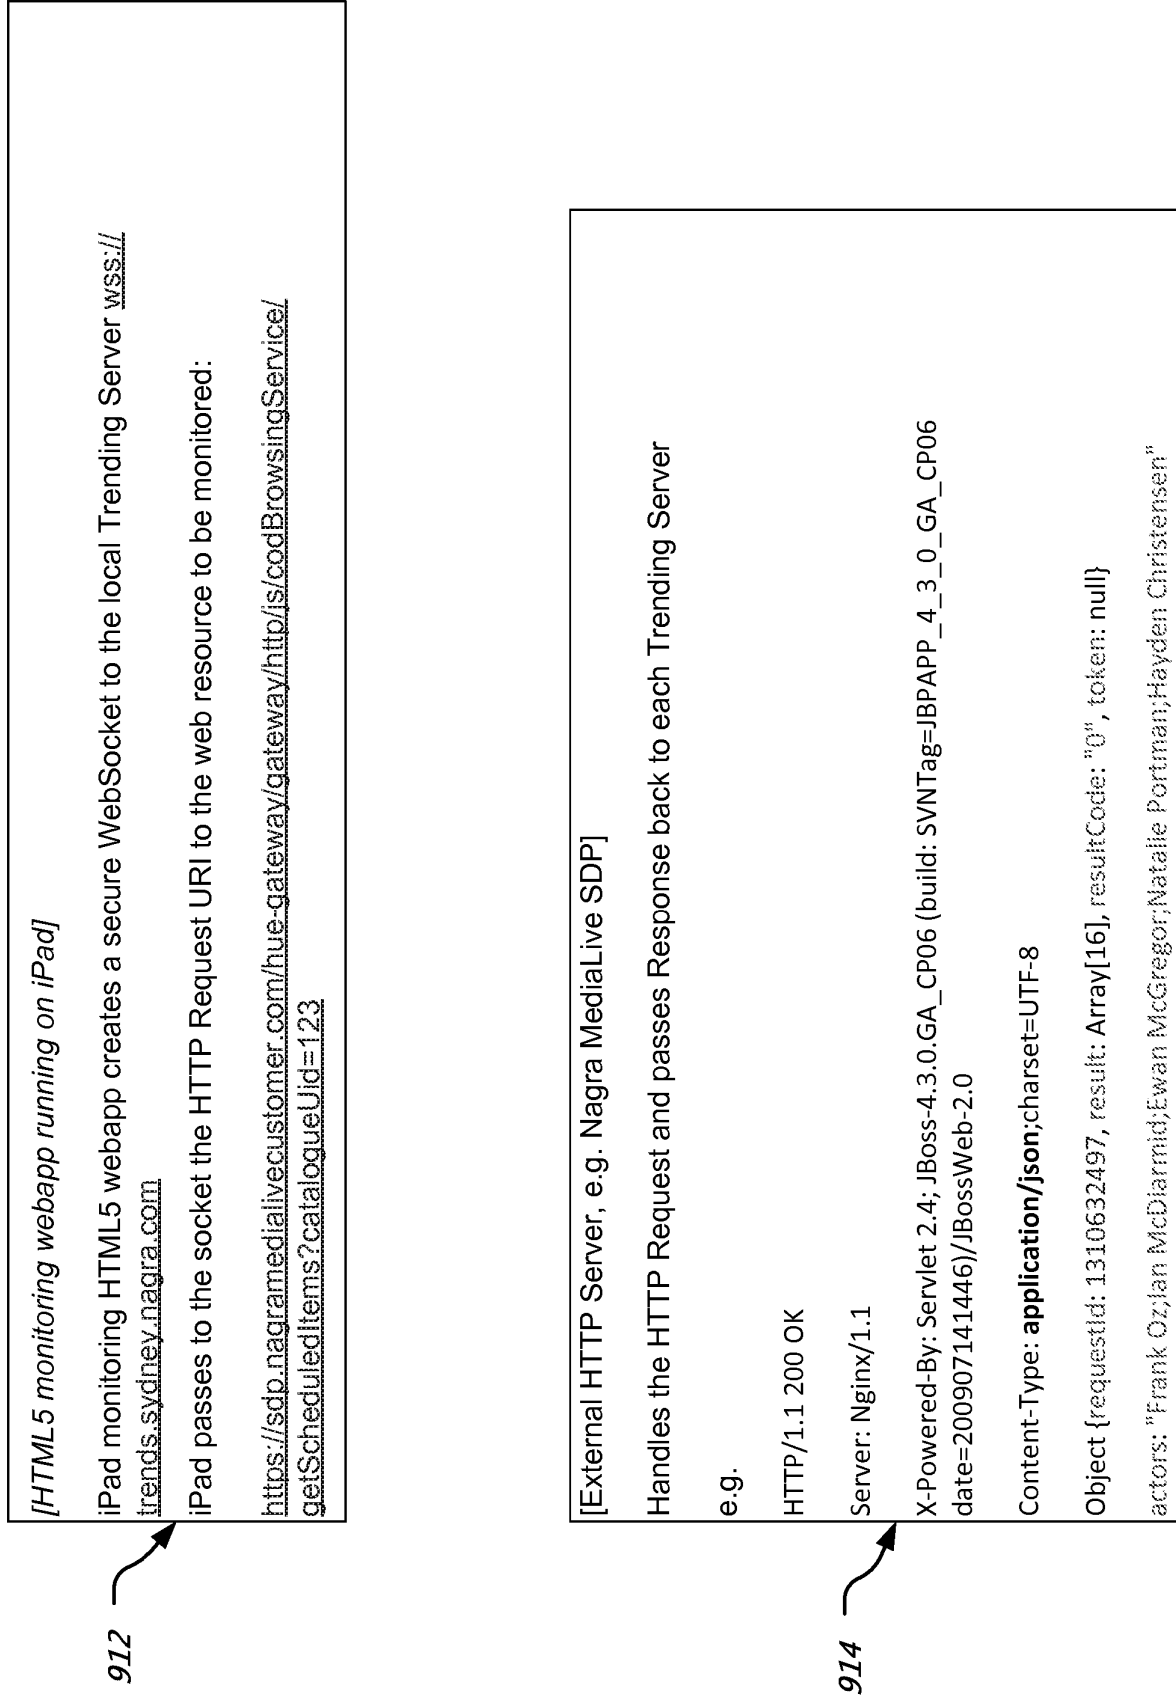 [HTML5 monitoring webapp running on iPad]
iPad monitoring HTML5 webapp creates a secure WebSocket to the local Trending Server wss://
trends.sydney.nagra.com
iPad passes to the socket the HTTP Request URI to the web resource to be monitored:
https://sdp.nagramedialivecustomer.com/hue-gateway/gateway/http/js/codBrowsingService/
getScheduledItems?catalogueUid=123
912
[External HTTP Server, e.g. Nagra MediaLive SDP]
Handles the HTTP Request and passes Response back to each Trending Server
e.g.
HTTP/1.1 200 OK
Server: Nginx/1.1
X-Powered-By: Servlet 2.4; JBoss-4.3.0.GA_CP06 (build: SVNTag=JBPAPP_4_3_0_GA_CP06
date=200907141446)/JBossWeb-2.0
Content-Type: application/json;charset=UTF-8
Object {requestId: 1310632497, result: Array[16], resultCode: "0", token: null}
actors: "Frank Oz;Ian McDiarmid;Ewan McGregor;Natalie Portman;Hayden Christensen"
914